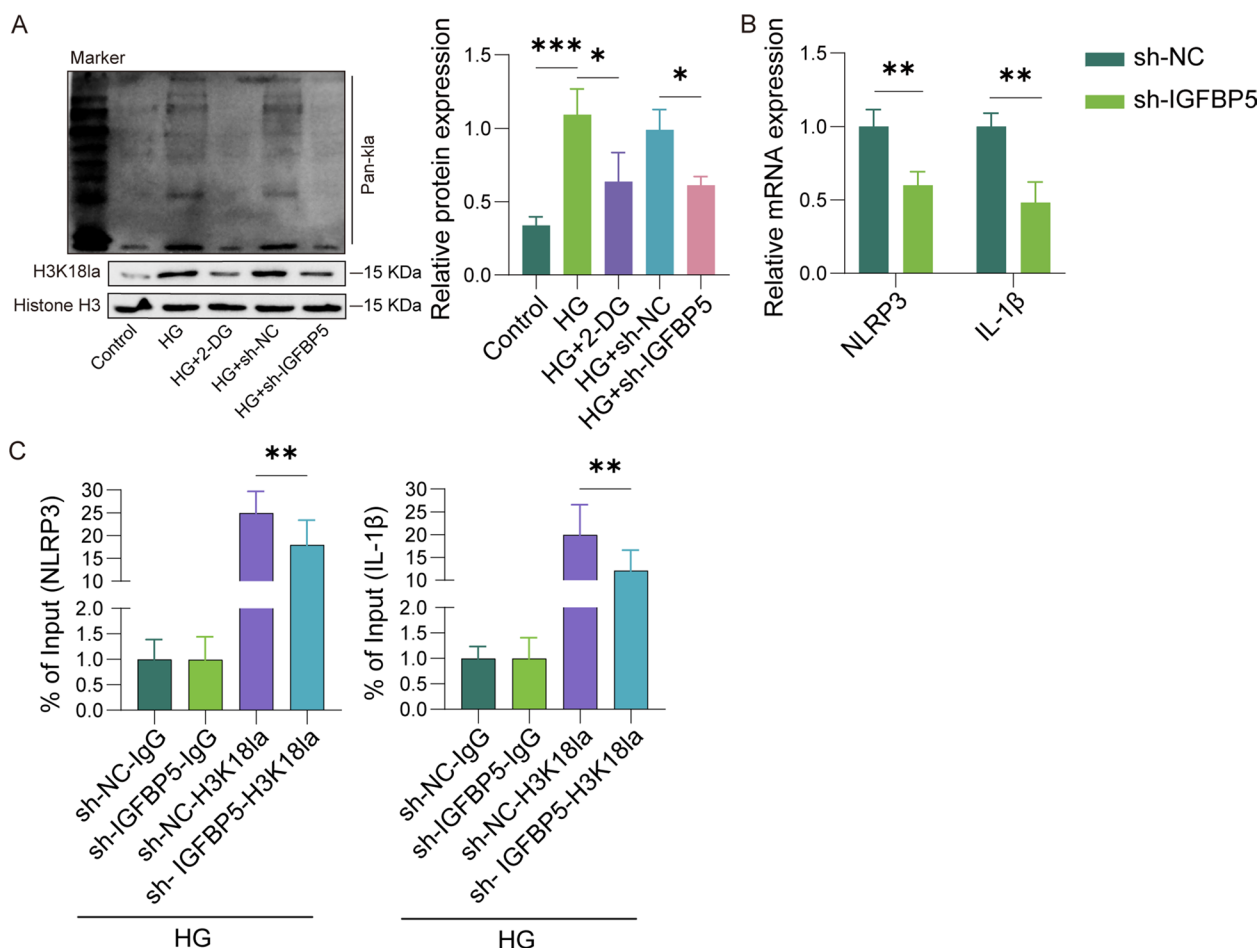 A
Marker
Pan-kla
H3K18la
15 KDa
Histone H3
15 KDa
Control
HG
HG+2-DG
HG+sh-NC
HG+sh-IGFBP5
Relative protein expression
1.5
1.0
0.5
0.0
***
*
*
Control
HG
HG+2-DG
HG+sh-NC
HG+sh-IGFBP5
B
Relative mRNA expression
1.5
1.0
0.5
0.0
**
**
NLRP3
IL-1β
sh-NC
sh-IGFBP5
C
% of Input (NLRP3)
30
25
20
15
10
2.0
1.5
1.0
0.5
0.0
**
sh-NC-IgG
sh-IGFBP5-IgG
sh-NC-H3K18la
sh- IGFBP5-H3K18la
HG
% of Input (IL-1β)
30
25
20
15
10
2.0
1.5
1.0
0.5
0.0
**
sh-NC-IgG
sh-IGFBP5-IgG
sh-NC-H3K18la
sh- IGFBP5-H3K18la
HG